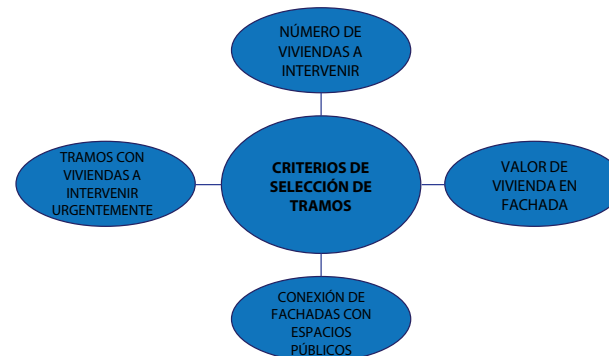 NÚMERO DE
VIVIENDAS A
INTERVENIR
TRAMOS CON
VIVIENDAS A
INTERVENIR
URGENTEMENTE
CRITERIOS DE
SELECCIÓN DE
TRAMOS
VALOR DE
VIVIENDA EN
FACHADA
CONEXIÓN DE
FACHADAS CON
ESPACIOS
PÚBLICOS